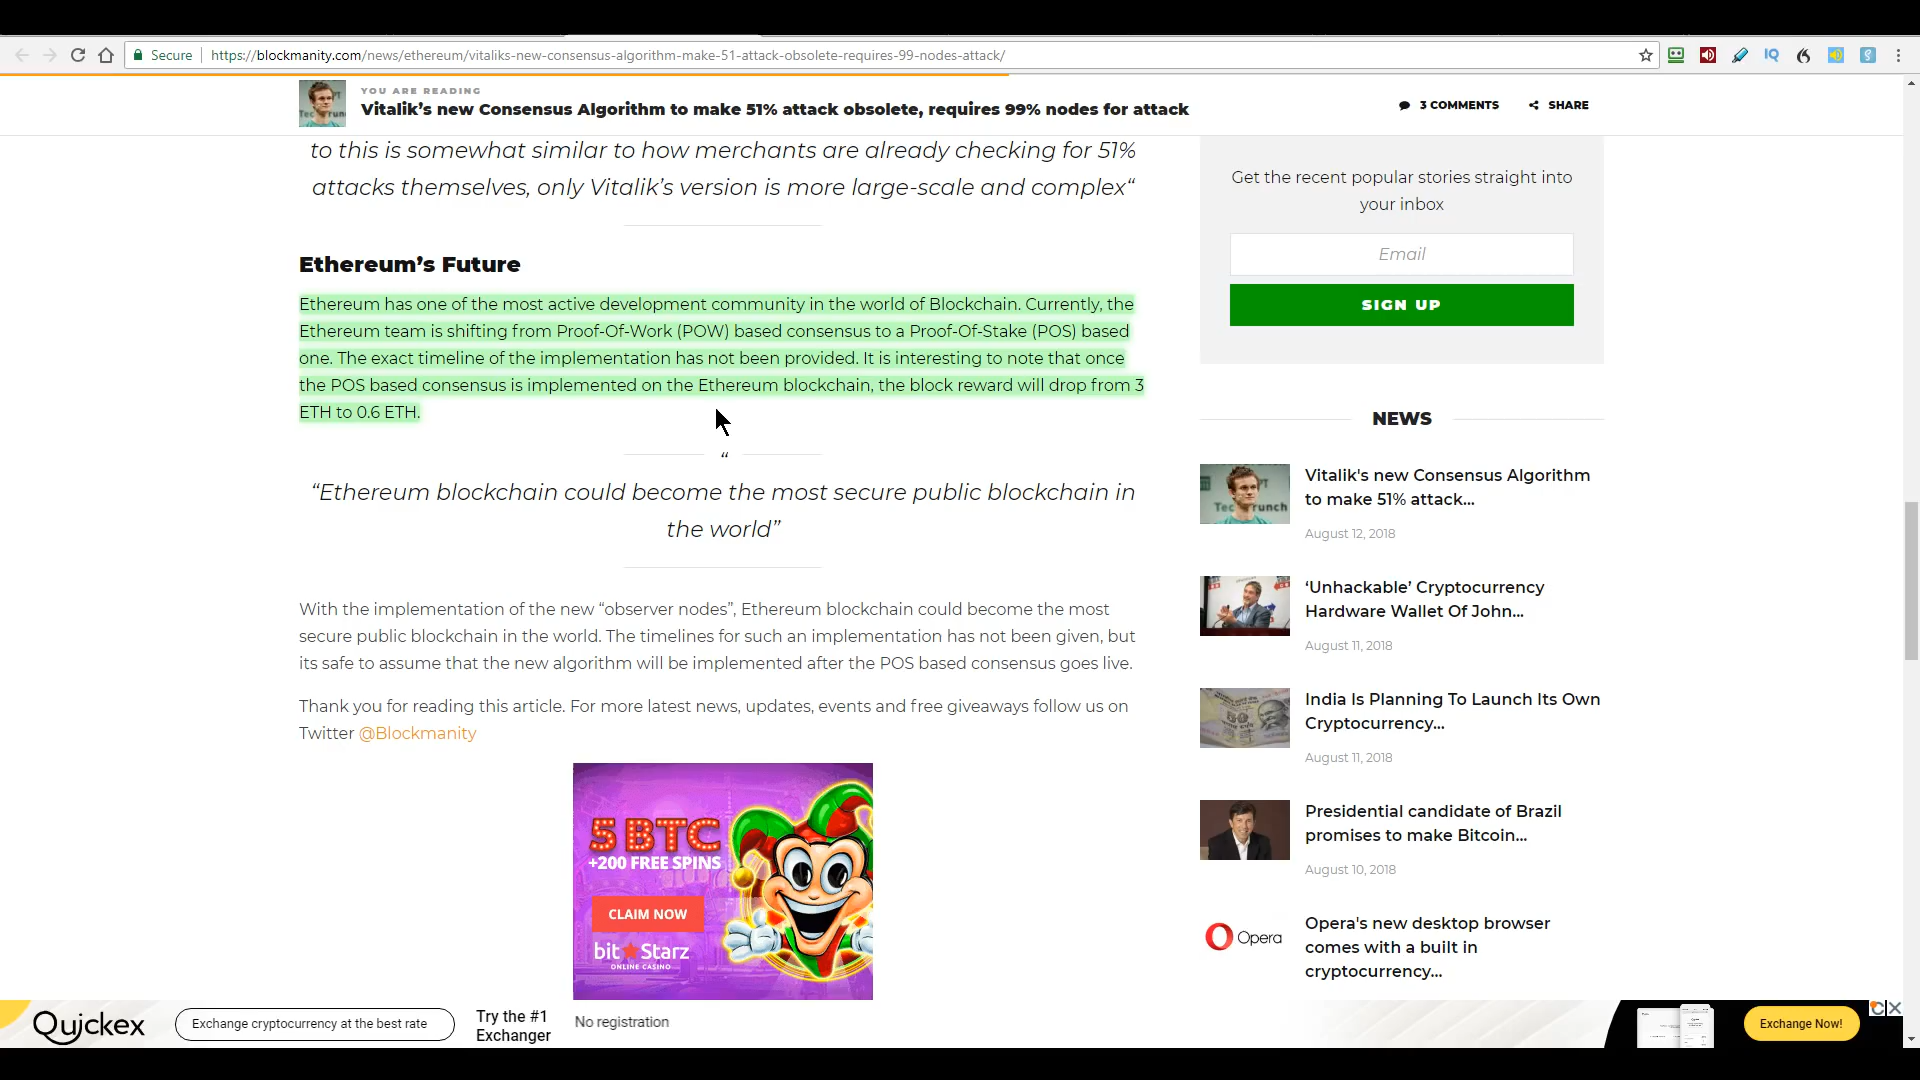 Secure
https://blockmanity.com/news/ethereum/vitaliks-new-consensus-algorithm-make-51-attack-obsolete-requires-99-nodes-attack/
YOU ARE READING
Vitalik’s new Consensus Algorithm to make 51% attack obsolete, requires 99% nodes for attack
3 COMMENTS
SHARE
to this is somewhat similar to how merchants are already checking for 51%
attacks themselves, only Vitalik’s version is more large-scale and complex“
Ethereum’s Future
Ethereum has one of the most active development community in the world of Blockchain. Currently, the
Ethereum team is shifting from Proof-Of-Work (POW) based consensus to a Proof-Of-Stake (POS) based
one. The exact timeline of the implementation has not been provided. It is interesting to note that once
the POS based consensus is implemented on the Ethereum blockchain, the block reward will drop from 3
ETH to 0.6 ETH.
“
“Ethereum blockchain could become the most secure public blockchain in
the world”
With the implementation of the new “observer nodes”, Ethereum blockchain could become the most
secure public blockchain in the world. The timelines for such an implementation has not been given, but
its safe to assume that the new algorithm will be implemented after the POS based consensus goes live.
Thank you for reading this article. For more latest news, updates, events and free giveaways follow us on
Twitter @Blockmanity
5 BTC
+200 FREE SPINS
CLAIM NOW
bit Starz
ONLINE CASINO
Get the recent popular stories straight into
your inbox
Email
SIGN UP
NEWS
Vitalik's new Consensus Algorithm
to make 51% attack...
August 12, 2018
‘Unhackable’ Cryptocurrency
Hardware Wallet Of John...
August 11, 2018
India Is Planning To Launch Its Own
Cryptocurrency...
August 11, 2018
Presidential candidate of Brazil
promises to make Bitcoin...
August 10, 2018
Opera
Opera's new desktop browser
comes with a built in
cryptocurrency...
Quickex
Exchange cryptocurrency at the best rate
Try the #1
Exchanger
No registration
Exchange Now!